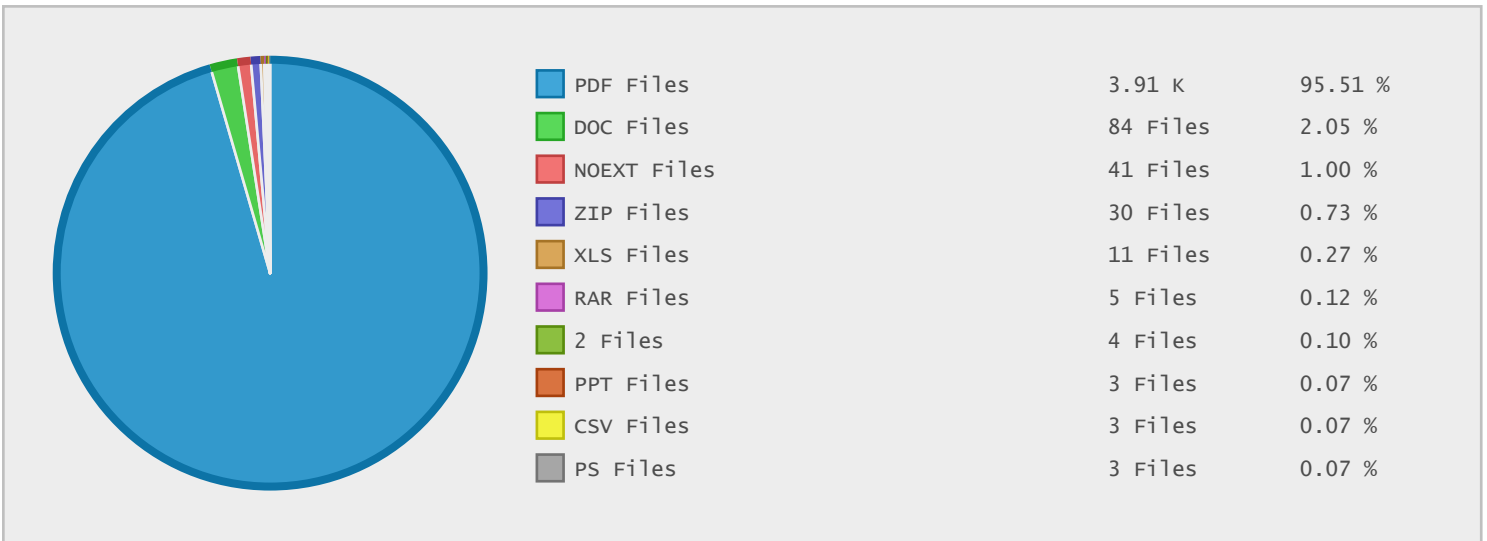 PDF Files 3.91 K 95.51 %
DOC Files 84 Files 2.05 %
NOEXT Files 41 Files 1.00 %
ZIP Files 30 Files 0.73 %
XLS Files 11 Files 0.27 %
RAR Files 5 Files 0.12 %
2 Files 4 Files 0.10 %
PPT Files 3 Files 0.07 %
CSV Files 3 Files 0.07 %
PS Files 3 Files 0.07 %